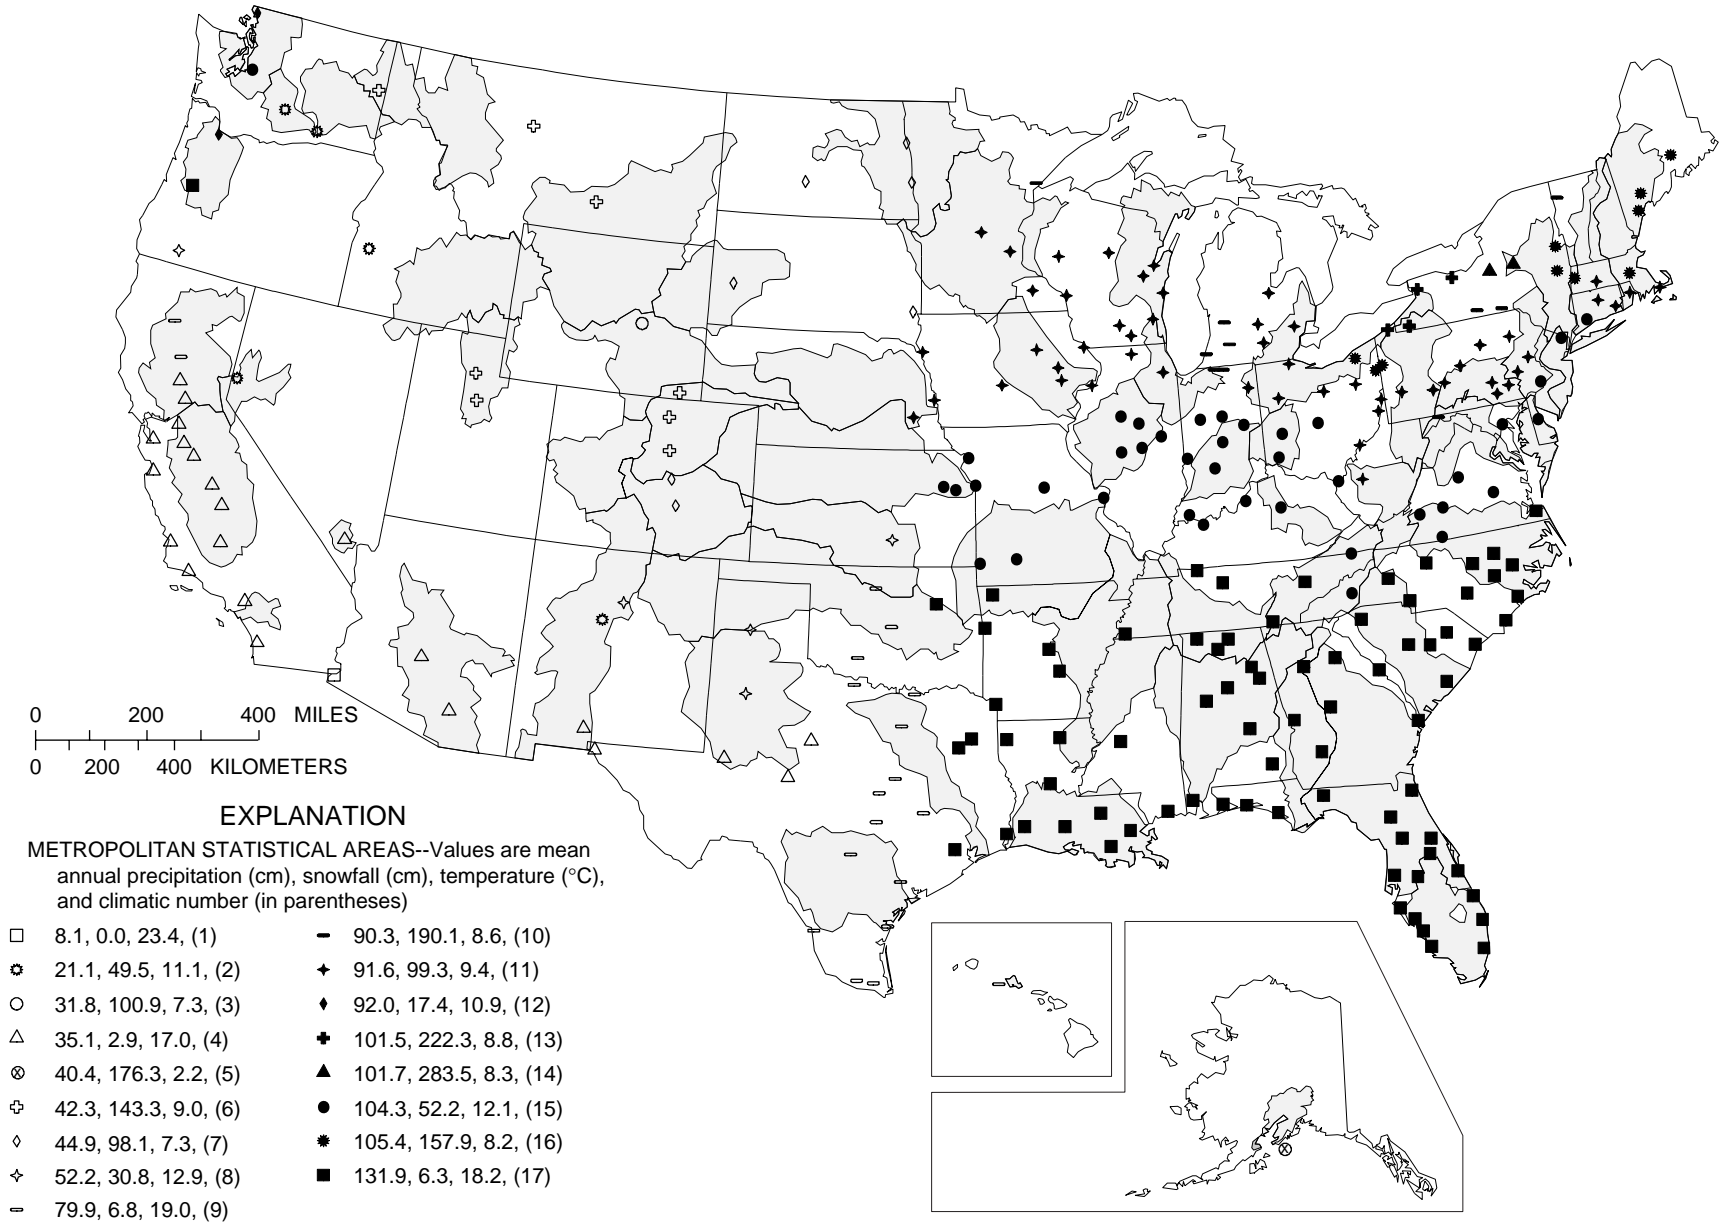 0 200 400 MILES
0 200 400 KILOMETERS
EXPLANATION
METROPOLITAN STATISTICAL AREAS--Values are mean
annual precipitation (cm), snowfall (cm), temperature (°C),
and climatic number (in parentheses)
8.1, 0.0, 23.4, (1)
21.1, 49.5, 11.1, (2)
31.8, 100.9, 7.3, (3)
35.1, 2.9, 17.0, (4)
40.4, 176.3, 2.2, (5)
42.3, 143.3, 9.0, (6)
44.9, 98.1, 7.3, (7)
52.2, 30.8, 12.9, (8)
79.9, 6.8, 19.0, (9)
90.3, 190.1, 8.6, (10)
91.6, 99.3, 9.4, (11)
92.0, 17.4, 10.9, (12)
101.5, 222.3, 8.8, (13)
101.7, 283.5, 8.3, (14)
104.3, 52.2, 12.1, (15)
105.4, 157.9, 8.2, (16)
131.9, 6.3, 18.2, (17)